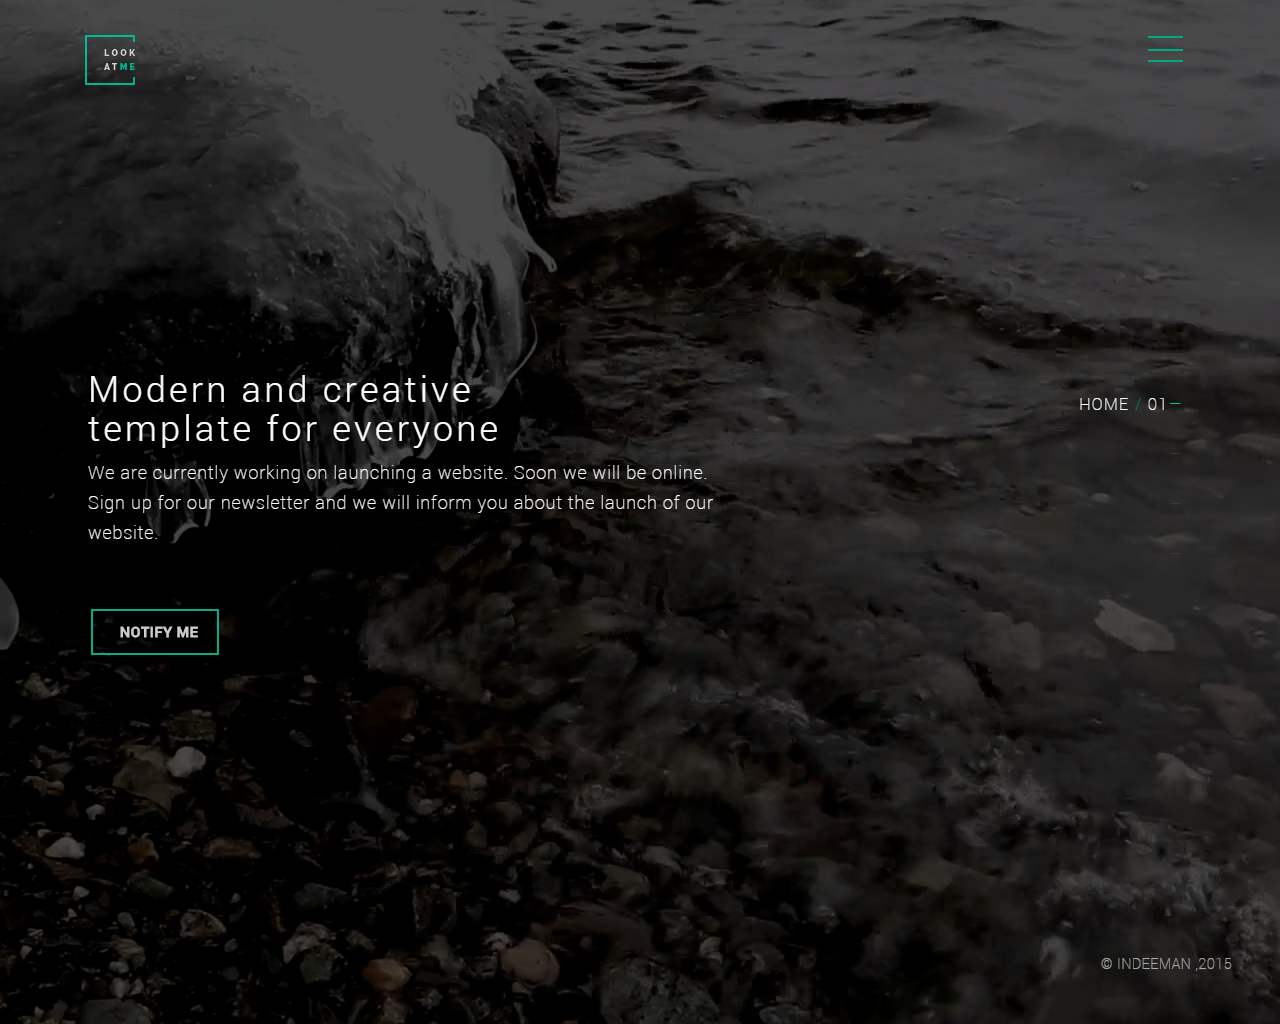 LOOK
ATME
Modern and creative
template for everyone
We are currently working on launching a website. Soon we will be online.
Sign up for our newsletter and we will inform you about the launch of our
website.
HOME / 01
NOTIFY ME
© INDEEMAN ,2015